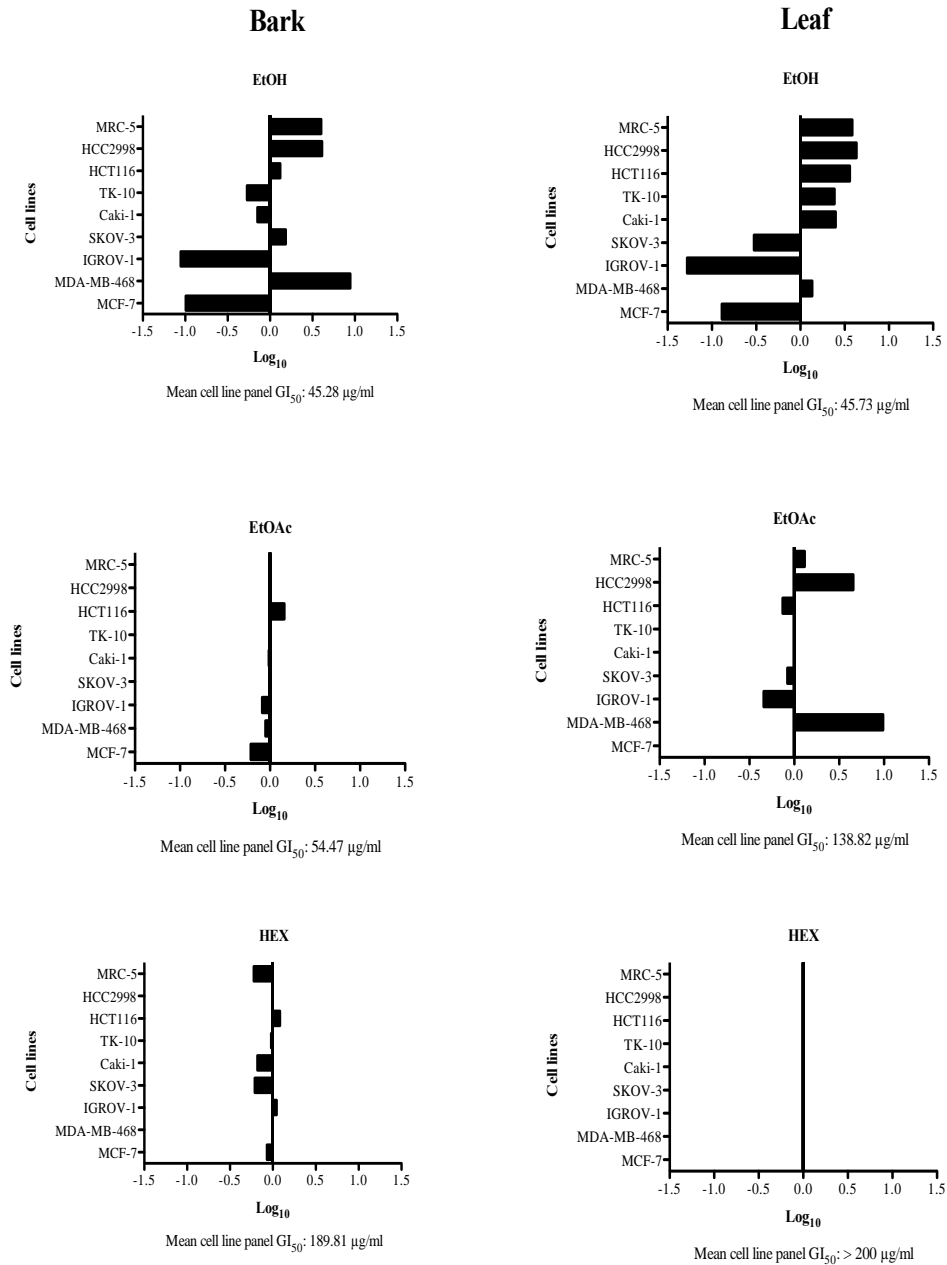 Bark
EtOH
Cell lines
MRC-5
HCC2998
HCT116
TK-10
Caki-1
SKOV-3
IGROV-1
MDA-MB-468
MCF-7
-1.5 -1.0 -0.5 0.0 0.5 1.0 1.5
Log10
Mean cell line panel GI50: 45.28 µg/ml
Leaf
EtOH
Cell lines
MRC-5
HCC2998
HCT116
TK-10
Caki-1
SKOV-3
IGROV-1
MDA-MB-468
MCF-7
-1.5 -1.0 -0.5 0.0 0.5 1.0 1.5
Log10
Mean cell line panel GI50: 45.73 µg/ml
EtOAc
Cell lines
MRC-5
HCC2998
HCT116
TK-10
Caki-1
SKOV-3
IGROV-1
MDA-MB-468
MCF-7
-1.5 -1.0 -0.5 0.0 0.5 1.0 1.5
Log10
Mean cell line panel GI50: 54.47 µg/ml
EtOAc
Cell lines
MRC-5
HCC2998
HCT116
TK-10
Caki-1
SKOV-3
IGROV-1
MDA-MB-468
MCF-7
-1.5 -1.0 -0.5 0.0 0.5 1.0 1.5
Log10
Mean cell line panel GI50: 138.82 µg/ml
HEX
Cell lines
MRC-5
HCC2998
HCT116
TK-10
Caki-1
SKOV-3
IGROV-1
MDA-MB-468
MCF-7
-1.5 -1.0 -0.5 0.0 0.5 1.0 1.5
Log10
Mean cell line panel GI50: 189.81 µg/ml
HEX
Cell lines
MRC-5
HCC2998
HCT116
TK-10
Caki-1
SKOV-3
IGROV-1
MDA-MB-468
MCF-7
-1.5 -1.0 -0.5 0.0 0.5 1.0 1.5
Log10
Mean cell line panel GI50: > 200 µg/ml